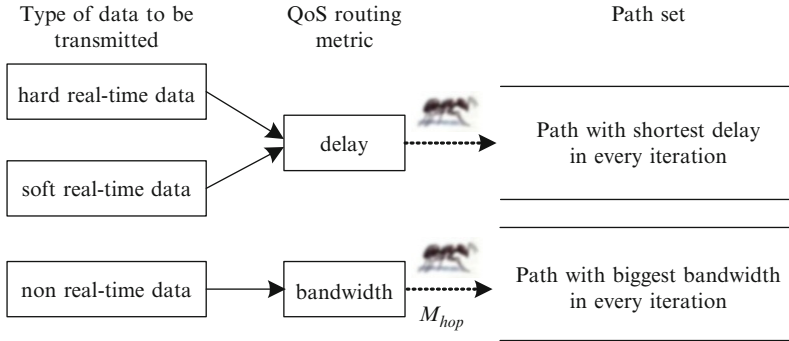 Type of data to be
transmitted
QoS routing
metric
Path set
hard real-time data
soft real-time data
delay
Path with shortest delay
in every iteration
non real-time data
bandwidth
M_hop
Path with biggest bandwidth
in every iteration